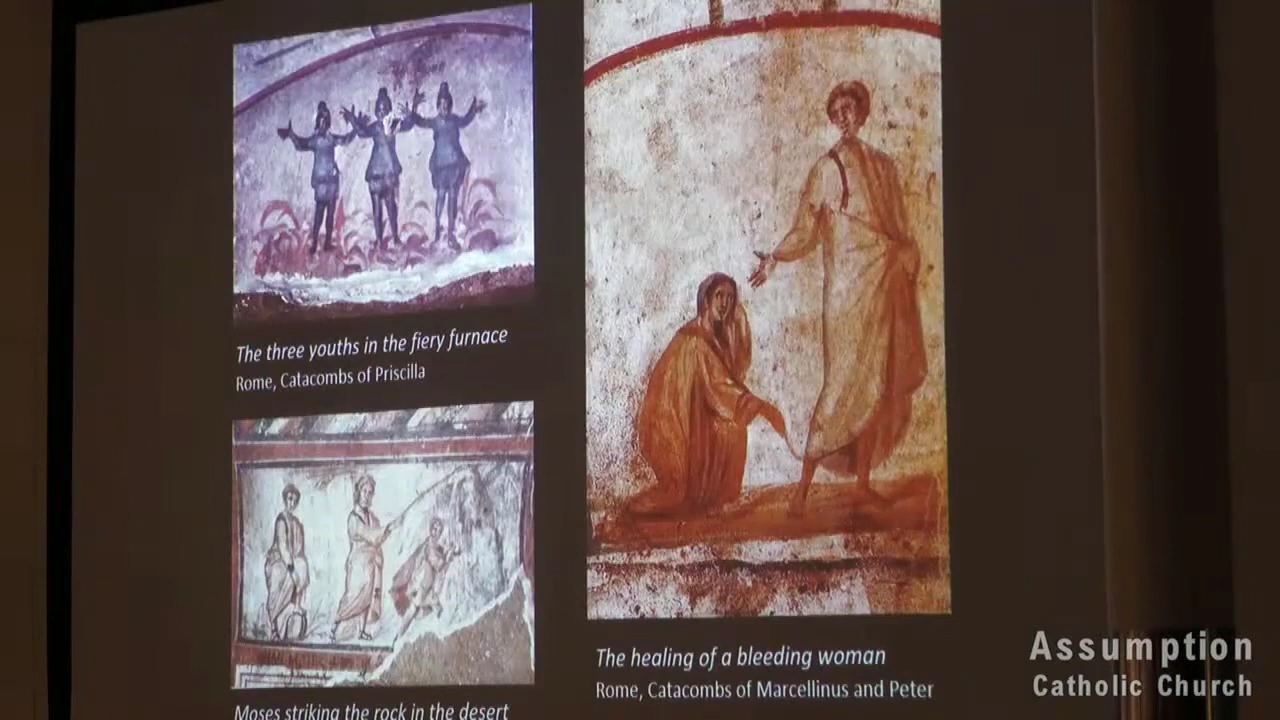 The three youths in the fiery furnace
Rome, Catacombs of Priscilla
Moses striking the rock in the desert
The healing of a bleeding woman
Rome, Catacombs of Marcellinus and Peter
Assumption
Catholic Church